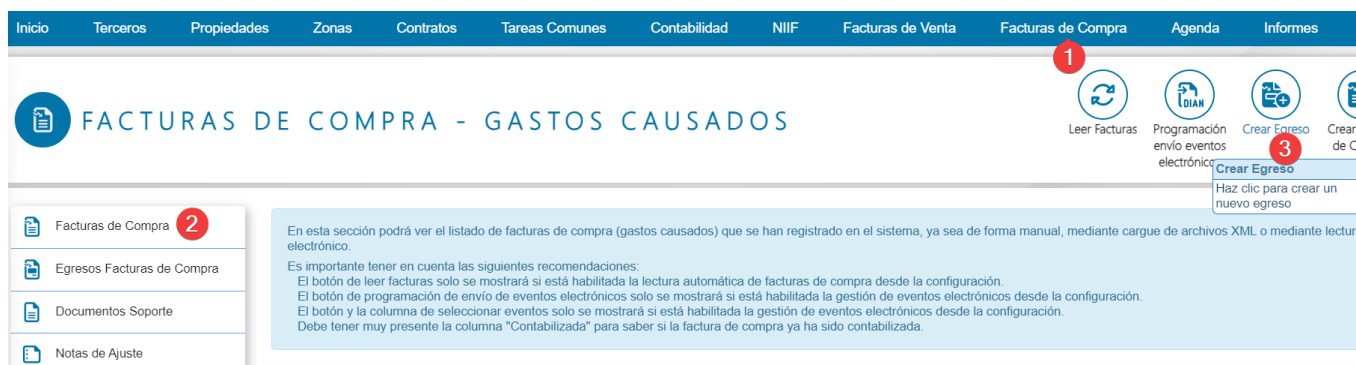 Inicio Terceros Propiedades Zonas Contratos Tareas Comunes Contabilidad NIIF Facturas de Venta Facturas de Compra Agenda Informes
1
FACTURAS DE COMPRA - GASTOS CAUSADOS
DIAN
Leer Facturas
Programación
envío eventos
Crear Egreso
Crear
de
3
Crear Egreso
Haz clic para crear un
nuevo egreso
Facturas de Compra 2
Egresos Facturas de Compra
Documentos Soporte
Notas de Ajuste
En esta sección podrá ver el listado de facturas de compra (gastos causados) que se han registrado en el sistema, ya sea de forma manual, mediante cargue de archivos XML o mediante
electrónico.
Es importante tener en cuenta las siguientes recomendaciones:
El botón de leer facturas solo se mostrará si está habilitada la lectura automática de facturas de compra desde la configuración.
El botón de programación de envío de eventos electrónicos solo se mostrará si está habilitada la gestión de eventos electrónicos desde la configuración.
El botón y la columna de seleccionar eventos solo se mostrará si está habilitada la gestión de eventos electrónicos desde la configuración.
Debe tener muy presente la columna "Contabilizada" para saber si la factura de compra ya ha sido contabilizada.